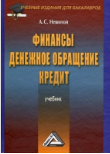 УЧЕБНЫЕ ИЗДАНИЯ ДЛЯ БАКАЛАВРОВ
А.С. Нешитой
ФИНАНСЫ
ДЕНЕЖНОЕ ОБРАЩЕНИЕ
КРЕДИТ
учебник